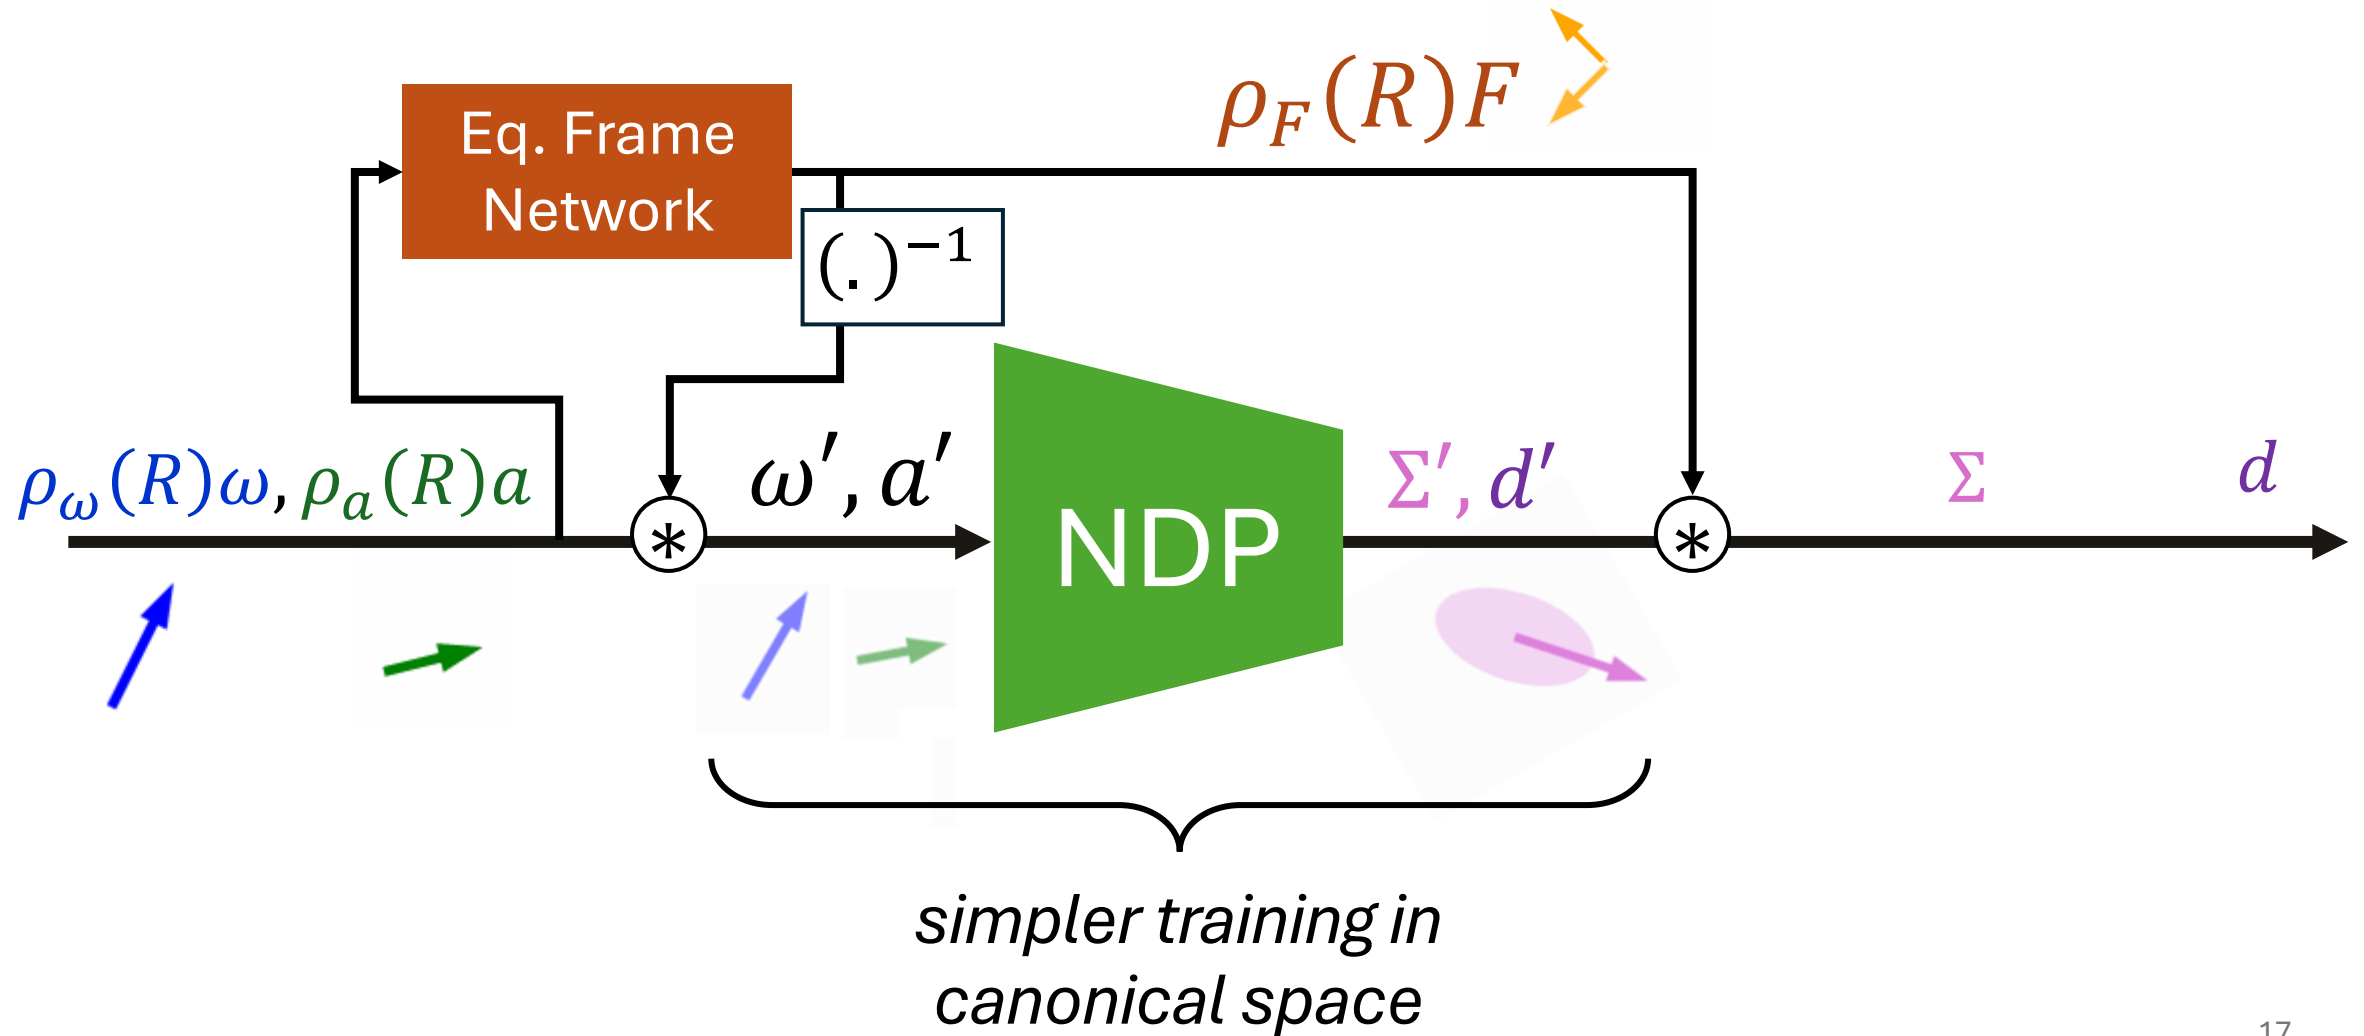 Eq. Frame
Network
ρ_F(R)F
(.)⁻¹
ρ_ω(R)ω, ρ_a(R)a
*
ω′, a′
NDP
Σ′, d′
*
Σ
d
simpler training in
canonical space
17